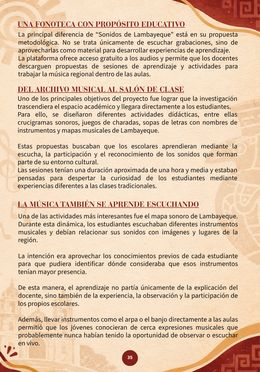 UNA FONOTECA CON PROPÓSITO EDUCATIVO
La principal diferencia de "Sonidos de Lambayeque" está en su propuesta
metodológica. No se trata únicamente de escuchar grabaciones, sino de
aprovecharlas como material para desarrollar experiencias de aprendizaje.
La plataforma ofrece acceso gratuito a los audios y permite que los docentes
descarguen propuestas de sesiones de aprendizaje y actividades para
trabajar la música regional dentro de las aulas.
DEL ARCHIVO MUSICAL AL SALÓN DE CLASE
Uno de los principales objetivos del proyecto fue lograr que la investigación
trascendiera el espacio académico y llegara directamente a los estudiantes.
Para ello, se diseñaron diferentes actividades didácticas, entre ellas
crucigramas sonoros, juegos de charadas, sopas de letras con nombres de
instrumentos y mapas musicales de Lambayeque.
Estas propuestas buscaban que los escolares aprendieran mediante la
escucha, la participación y el reconocimiento de los sonidos que forman
parte de su entorno cultural.
Las sesiones tenían una duración aproximada de una hora y media y estaban
pensadas para despertar la curiosidad de los estudiantes mediante
experiencias diferentes a las clases tradicionales.
LA MÚSICA TAMBIÉN SE APRENDE ESCUCHANDO
Una de las actividades más interesantes fue el mapa sonoro de Lambayeque.
Durante esta dinámica, los estudiantes escuchaban diferentes instrumentos
musicales y debían relacionar sus sonidos con imágenes y lugares de la
región.
La intención era aprovechar los conocimientos previos de cada estudiante
para que pudiera identificar dónde consideraba que esos instrumentos
tenían mayor presencia.
De esta manera, el aprendizaje no partía únicamente de la explicación del
docente, sino también de la experiencia, la observación y la participación de
los propios escolares.
Además, llevar instrumentos como el arpa o el banjo directamente a las aulas
permitió que los jóvenes conocieran de cerca expresiones musicales que
probablemente nunca habían tenido la oportunidad de observar o escuchar
en vivo.
35